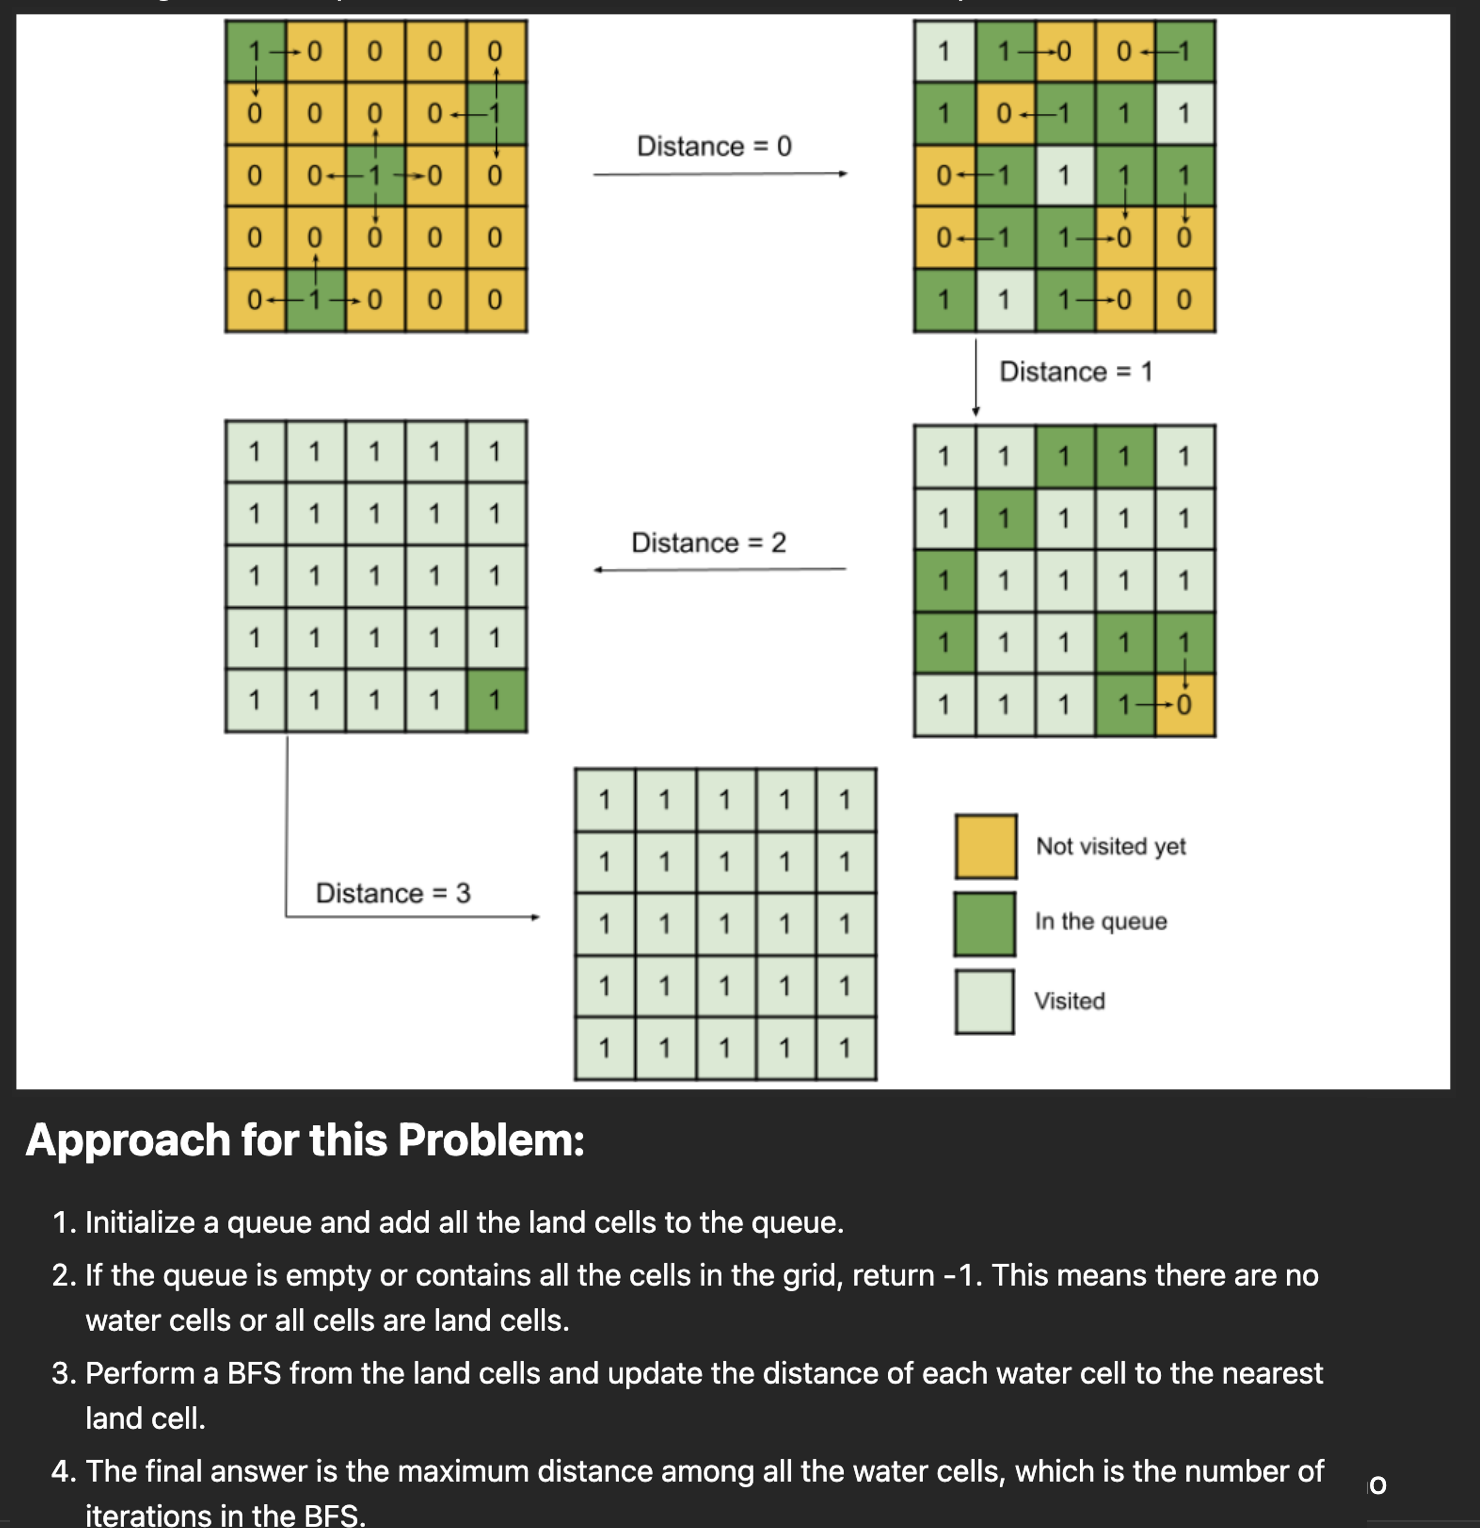 1 0 0 0 0
0 0 0 0 1
0 0 1 0 0
0 0 0 0 0
0 1 0 0 0
Distance = 0
1 1 0 0 1
1 0 1 1 1
0 1 1 1 1
0 1 1 0 0
1 1 1 0 0
Distance = 1
1 1 1 1 1
1 1 1 1 1
1 1 1 1 1
1 1 1 1 1
1 1 1 1 0
Distance = 2
1 1 1 1 1
1 1 1 1 1
1 1 1 1 1
1 1 1 1 1
1 1 1 1 1
Distance = 3
1 1 1 1 1
1 1 1 1 1
1 1 1 1 1
1 1 1 1 1
1 1 1 1 1
Not visited yet
In the queue
Visited
Approach for this Problem:
1. Initialize a queue and add all the land cells to the queue.
2. If the queue is empty or contains all the cells in the grid, return -1. This means there are no
water cells or all cells are land cells.
3. Perform a BFS from the land cells and update the distance of each water cell to the nearest
land cell.
4. The final answer is the maximum distance among all the water cells, which is the number of
iterations in the BFS.